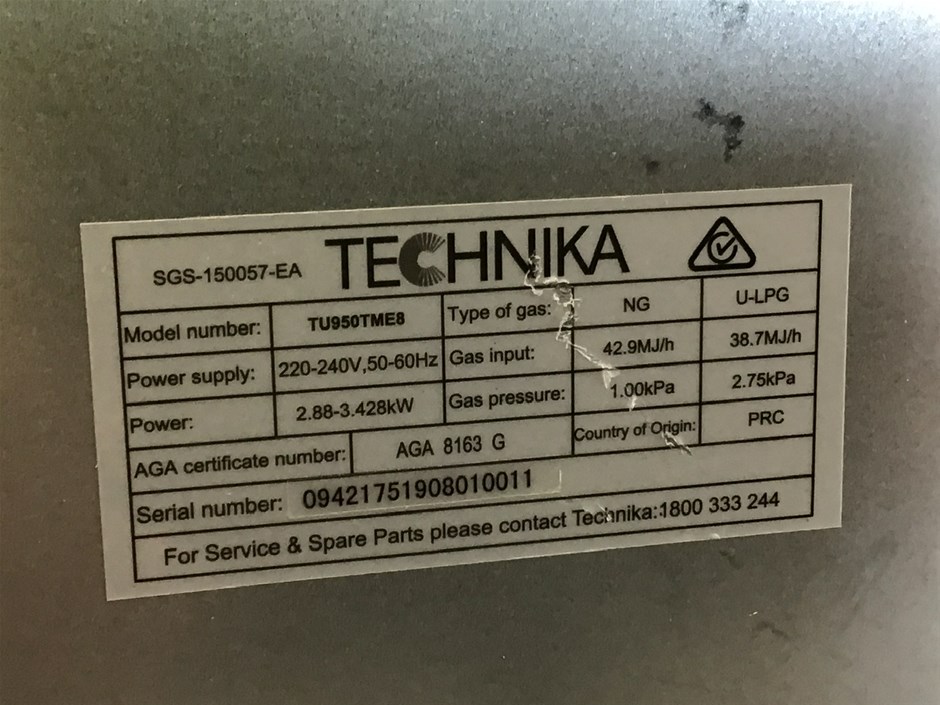 SGS-150057-EA TECHNIKA
Model number: TU950TME8 Type of gas: NG U-LPG
Power supply: 220-240V,50-60Hz Gas input: 42.9MJ/h 38.7MJ/h
Power: 2.88-3.428kW Gas pressure: 1.00kPa 2.75kPa
AGA certificate number: AGA 8163 G Country of Origin: PRC
Serial number: 09421751908010011
For Service & Spare Parts please contact Technika:1800 333 244